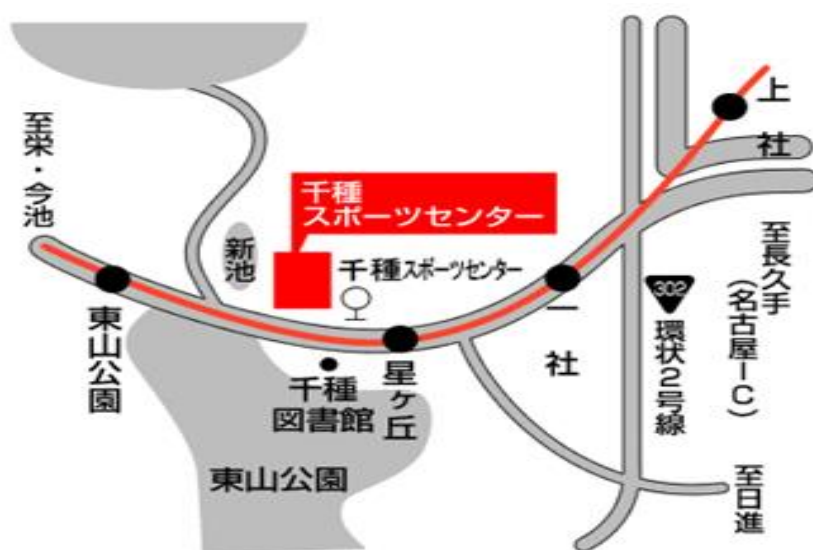 至栄・今池
東山公園
新池
千種
スポーツセンター
千種スポーツセンター
千種
図書館
星ヶ丘
東山公園
一社
上社
302
環状2号線
至長久手
(名古屋IC)
至日進